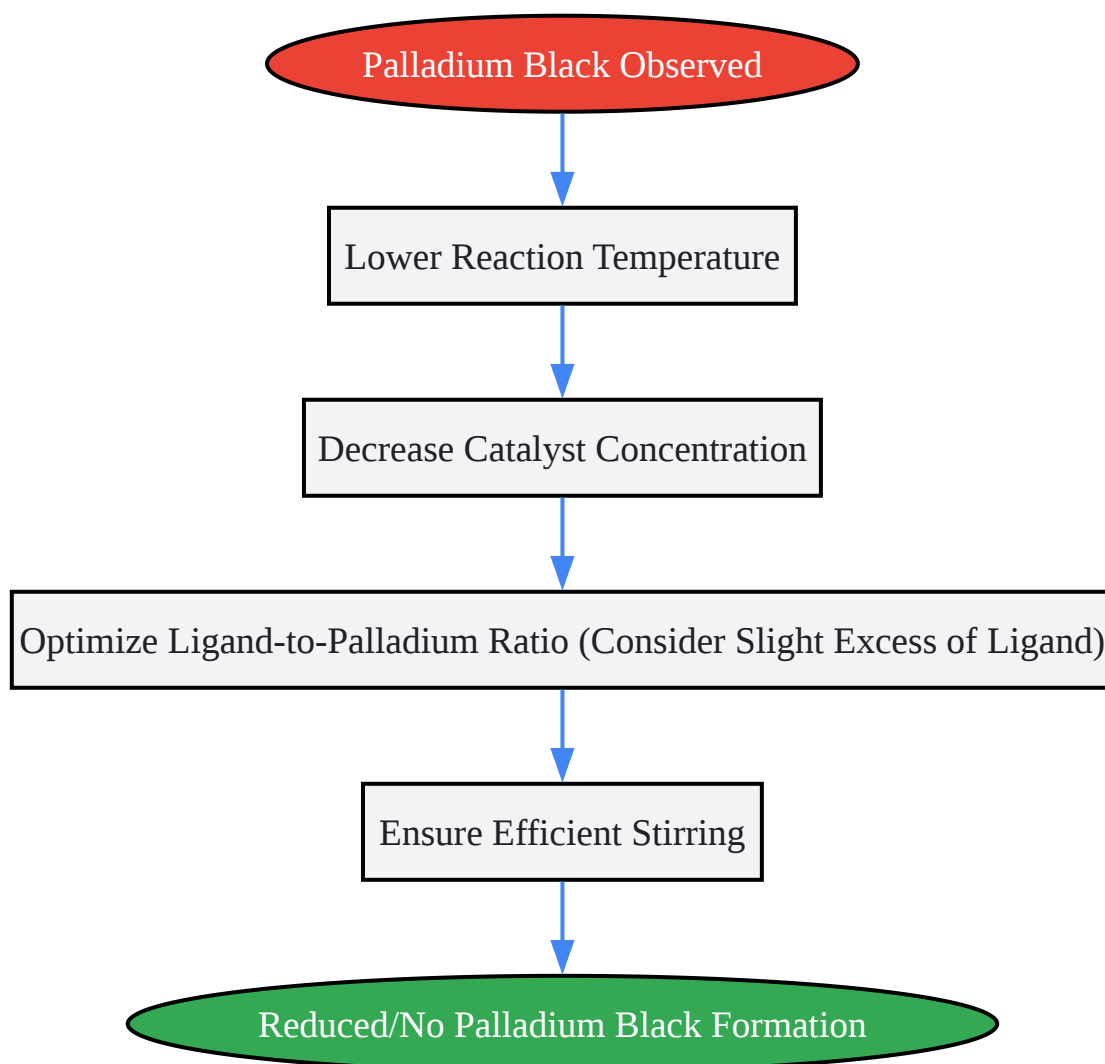 Palladium Black Observed
Lower Reaction Temperature
Decrease Catalyst Concentration
Optimize Ligand-to-Palladium Ratio (Consider Slight Excess of Ligand)
Ensure Efficient Stirring
Reduced/No Palladium Black Formation